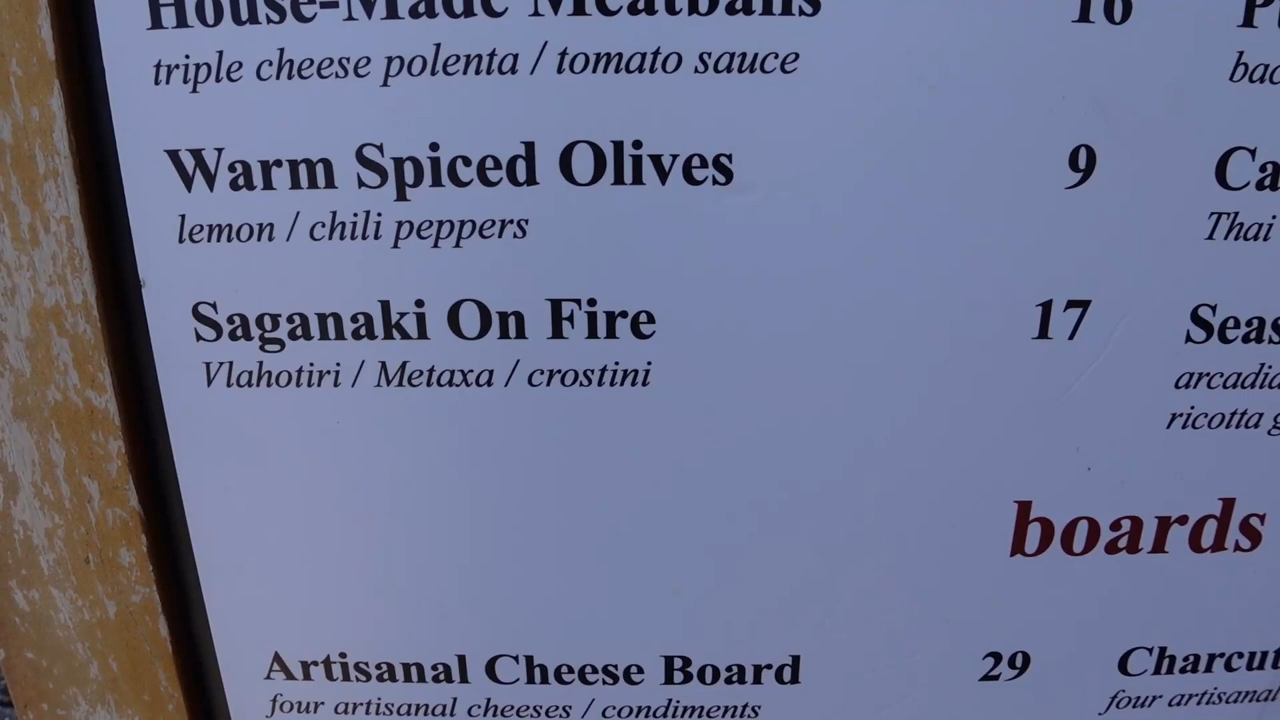 House-Made Meatballs 16
triple cheese polenta / tomato sauce
bac
Warm Spiced Olives 9 Ca
lemon / chili peppers Thai
Saganaki On Fire 17 Seas
Vlahotiri / Metaxa / crostini arcadia
ricotta g
boards
Artisanal Cheese Board 29 Charcut
four artisanal cheeses / condiments four artisanal